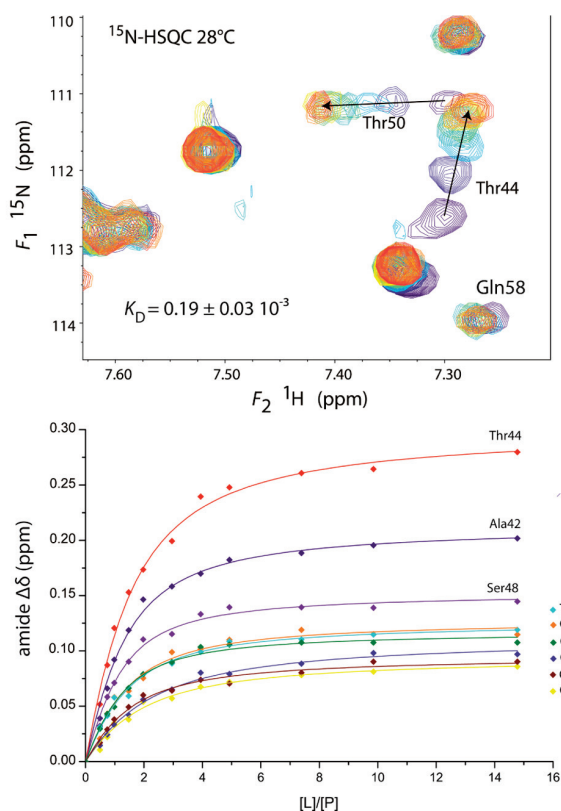 110
¹⁵N-HSQC 28°C
111
Thr50
112
Thr44
113
Gln58
K_D = 0.19 ± 0.03 10⁻³
114
F₁ ¹⁵N (ppm)
7.60 7.50 7.40 7.30
F₂ ¹H (ppm)
0.30
Thr44
0.25
Ala42
0.20
Ser48
0.15
0.10
0.05
0.00
amide Δδ (ppm)
0 2 4 6 8 10 12 14 16
[L]/[P]